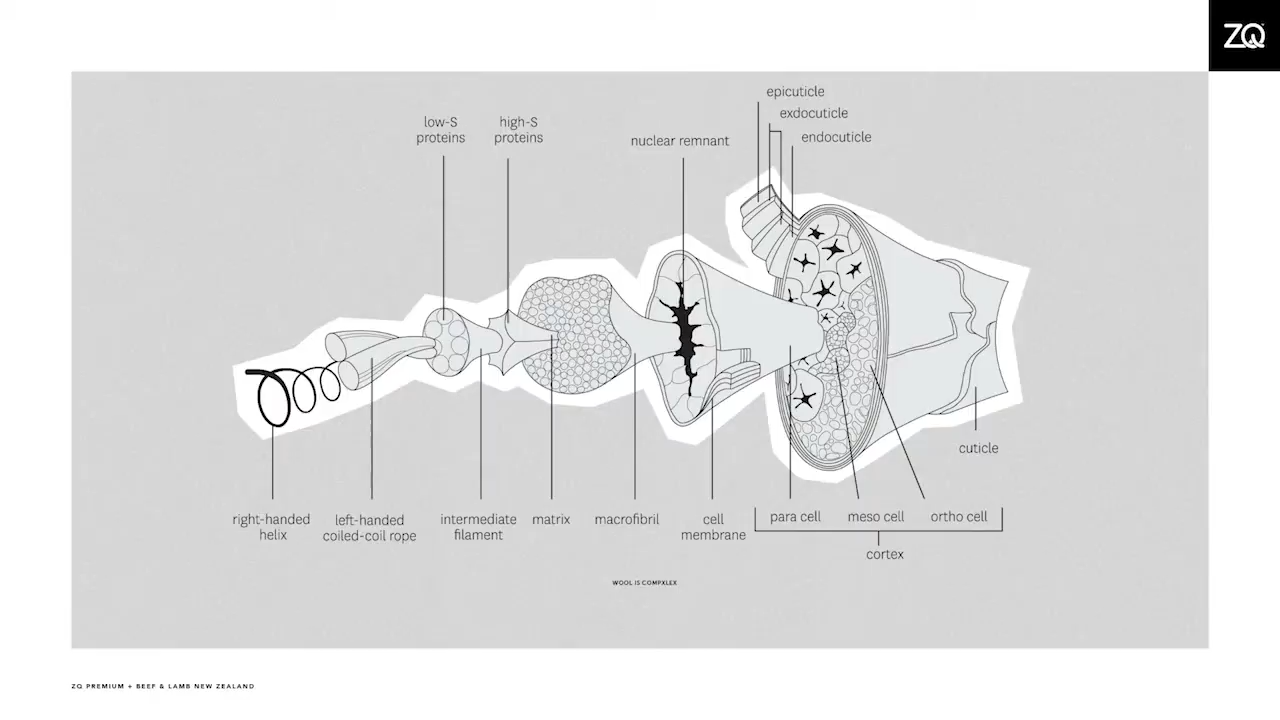 ZQ
epicuticle
exdocuticle
endocuticle
low-S
proteins
high-S
proteins
nuclear remnant
cuticle
right-handed
helix
left-handed
coiled-coil rope
intermediate
filament
matrix
macrofibril
cell
membrane
para cell
meso cell
ortho cell
cortex
WOOL IS COMPXLEX
ZQ PREMIUM + BEEF & LAMB NEW ZEALAND